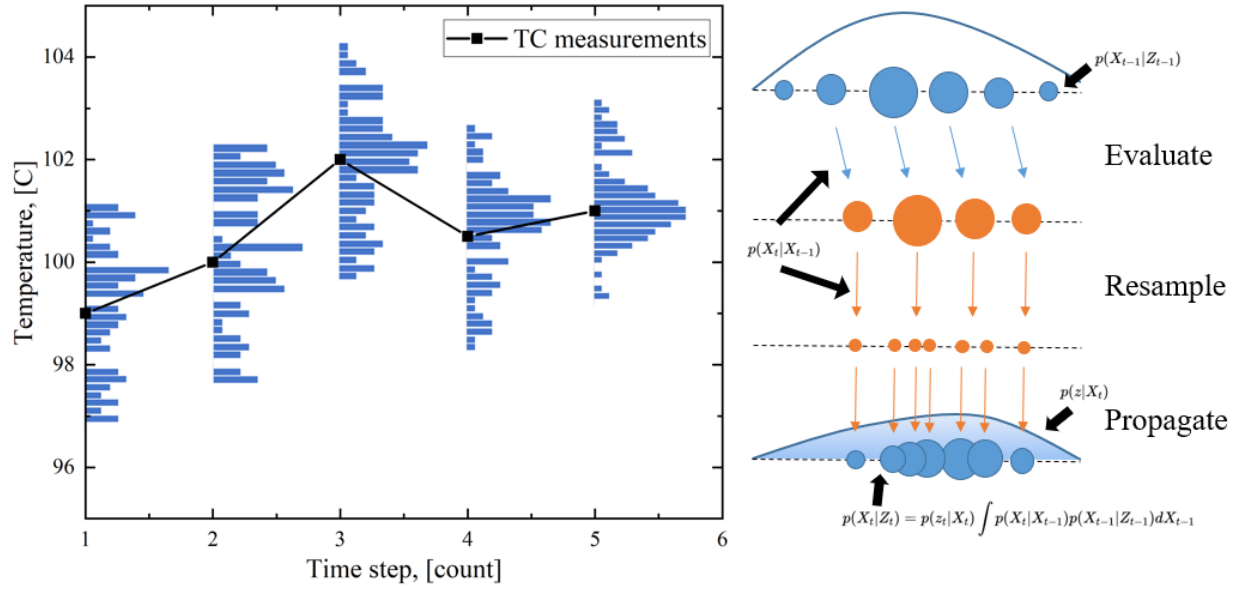 104
102
100
98
96
Temperature, [C]
TC measurements
1 2 3 4 5 6
Time step, [count]
p(X_{t-1}|Z_{t-1})
Evaluate
p(X_t|X_{t-1})
Resample
p(z|X_t)
Propagate
p(X_t|Z_t) = p(z_t|X_t) ∫ p(X_t|X_{t-1})p(X_{t-1}|Z_{t-1})dX_{t-1}